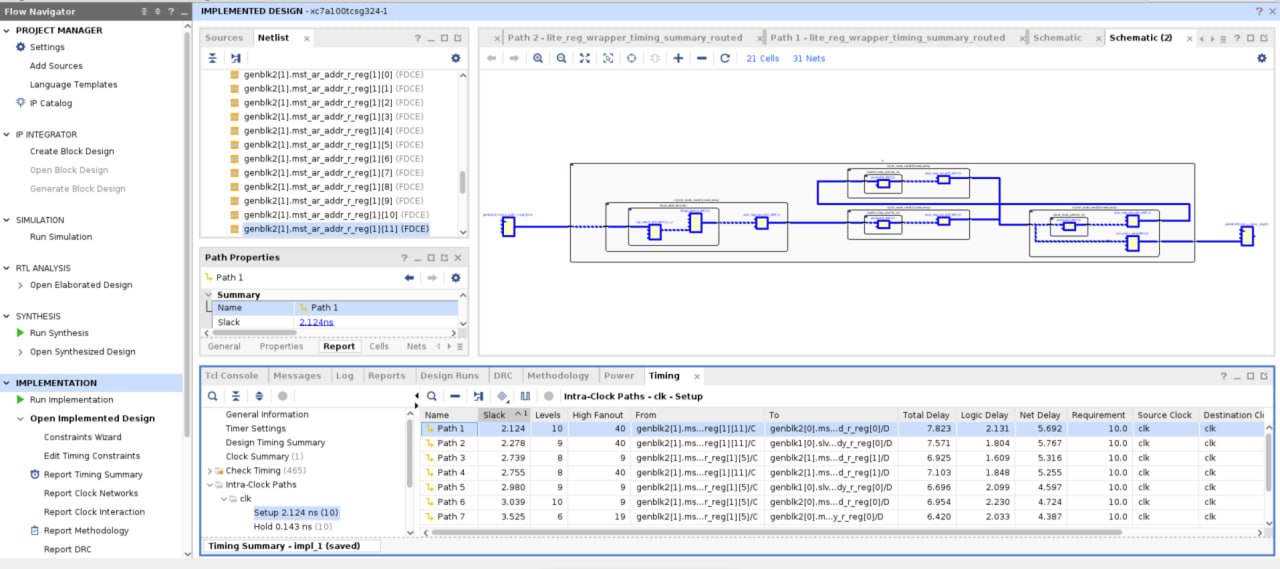 Flow Navigator
IMPLEMENTED DESIGN - xc7a100tcsg324-1
PROJECT MANAGER
Settings
Add Sources
Language Templates
IP Catalog
IP INTEGRATOR
Create Block Design
Open Block Design
Generate Block Design
SIMULATION
Run Simulation
RTL ANALYSIS
Open Elaborated Design
SYNTHESIS
Run Synthesis
Open Synthesized Design
IMPLEMENTATION
Run Implementation
Open Implemented Design
Constraints Wizard
Edit Timing Constraints
Report Timing Summary
Report Clock Networks
Report Clock Interaction
Report Methodology
Report DRC
Sources Netlist
genblk2[1].mst_ar_addr_r_reg[1][0] (FDCE)
genblk2[1].mst_ar_addr_r_reg[1][1] (FDCE)
genblk2[1].mst_ar_addr_r_reg[1][2] (FDCE)
genblk2[1].mst_ar_addr_r_reg[1][3] (FDCE)
genblk2[1].mst_ar_addr_r_reg[1][4] (FDCE)
genblk2[1].mst_ar_addr_r_reg[1][5] (FDCE)
genblk2[1].mst_ar_addr_r_reg[1][6] (FDCE)
genblk2[1].mst_ar_addr_r_reg[1][7] (FDCE)
genblk2[1].mst_ar_addr_r_reg[1][8] (FDCE)
genblk2[1].mst_ar_addr_r_reg[1][9] (FDCE)
genblk2[1].mst_ar_addr_r_reg[1][10] (FDCE)
genblk2[1].mst_ar_addr_r_reg[1][11] (FDCE)
Path Properties
Path 1
Summary
Name Path 1
Slack 2.124ns
General Properties Report Cells Nets
Path 2 - lite_reg_wrapper_timing_summary_routed Path 1 - lite_reg_wrapper_timing_summary_routed Schematic Schematic (2)
21 Cells 31 Nets
Tcl Console Messages Log Reports Design Runs DRC Methodology Power Timing
General Information
Timer Settings
Design Timing Summary
Clock Summary (1)
Check Timing (465)
Intra-Clock Paths
clk
Setup 2.124 ns (10)
Hold 0.143 ns (10)
Intra-Clock Paths - clk - Setup
Name Slack 1 Levels High Fanout From To Total Delay Logic Delay Net Delay Requirement Source Clock Destination Clo
Path 1 2.124 10 40 genblk2[1].ms...reg[1][11]/C genblk2[0].ms...d_r_reg[0]/D 7.823 2.131 5.692 10.0 clk clk
Path 2 2.278 9 40 genblk2[1].ms...reg[1][11]/C genblk1[0].slv...dy_r_reg[0]/D 7.571 1.804 5.767 10.0 clk clk
Path 3 2.739 8 9 genblk2[1].ms...r_reg[1][5]/C genblk2[1].ms...d_r_reg[1]/D 6.925 1.609 5.316 10.0 clk clk
Path 4 2.755 8 40 genblk2[1].ms...reg[1][11]/C genblk2[1].ms...d_r_reg[1]/D 7.103 1.848 5.255 10.0 clk clk
Path 5 2.980 9 9 genblk2[1].ms...r_reg[1][5]/C genblk1[0].slv...dy_r_reg[0]/D 6.696 2.099 4.597 10.0 clk clk
Path 6 3.039 10 9 genblk2[1].ms...r_reg[1][5]/C genblk2[0].ms...d_r_reg[0]/D 6.954 2.230 4.724 10.0 clk clk
Path 7 3.525 6 19 genblk2[1].ms...r_reg[1][5]/C genblk2[0].m...y_r_reg[0]/D 6.420 2.033 4.387 10.0 clk clk
Timing Summary - impl_1 (saved)